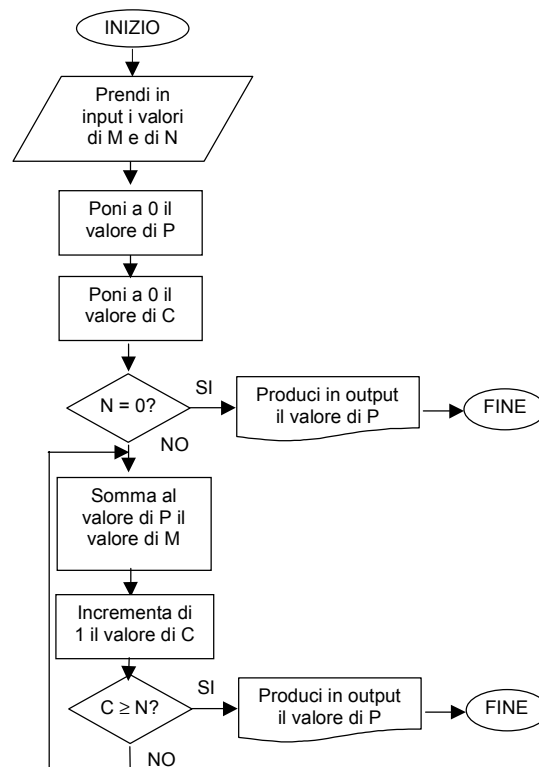 INIZIO
Prendi in
input i valori
di M e di N
Poni a 0 il
valore di P
Poni a 0 il
valore di C
N = 0?
SI
Produci in output
il valore di P
FINE
NO
Somma al
valore di P il
valore di M
Incrementa di
1 il valore di C
C ≥ N?
SI
Produci in output
il valore di P
FINE
NO